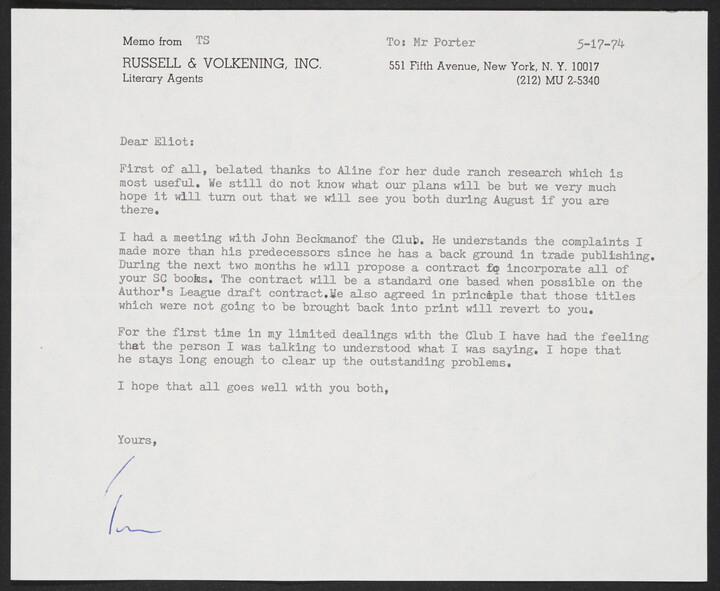 Memo from TS To: Mr Porter 5-17-74
RUSSELL & VOLKENING, INC. 551 Fifth Avenue, New York, N. Y. 10017
Literary Agents (212) MU 2-5340
Dear Eliot:
First of all, belated thanks to Aline for her dude ranch research which is
most useful. We still do not know what our plans will be but we very much
hope it will turn out that we will see you both during August if you are
there.
I had a meeting with John Beckmanof the Club. He understands the complaints I
made more than his predecessors since he has a back ground in trade publishing.
During the next two months he will propose a contract to incorporate all of
your SC books. The contract will be a standard one based when possible on the
Author's League draft contract.He also agreed in principle that those titles
which were not going to be brought back into print will revert to you.
For the first time in my limited dealings with the Club I have had the feeling
that the person I was talking to understood what I was saying. I hope that
he stays long enough to clear up the outstanding problems.
I hope that all goes well with you both,
Yours,